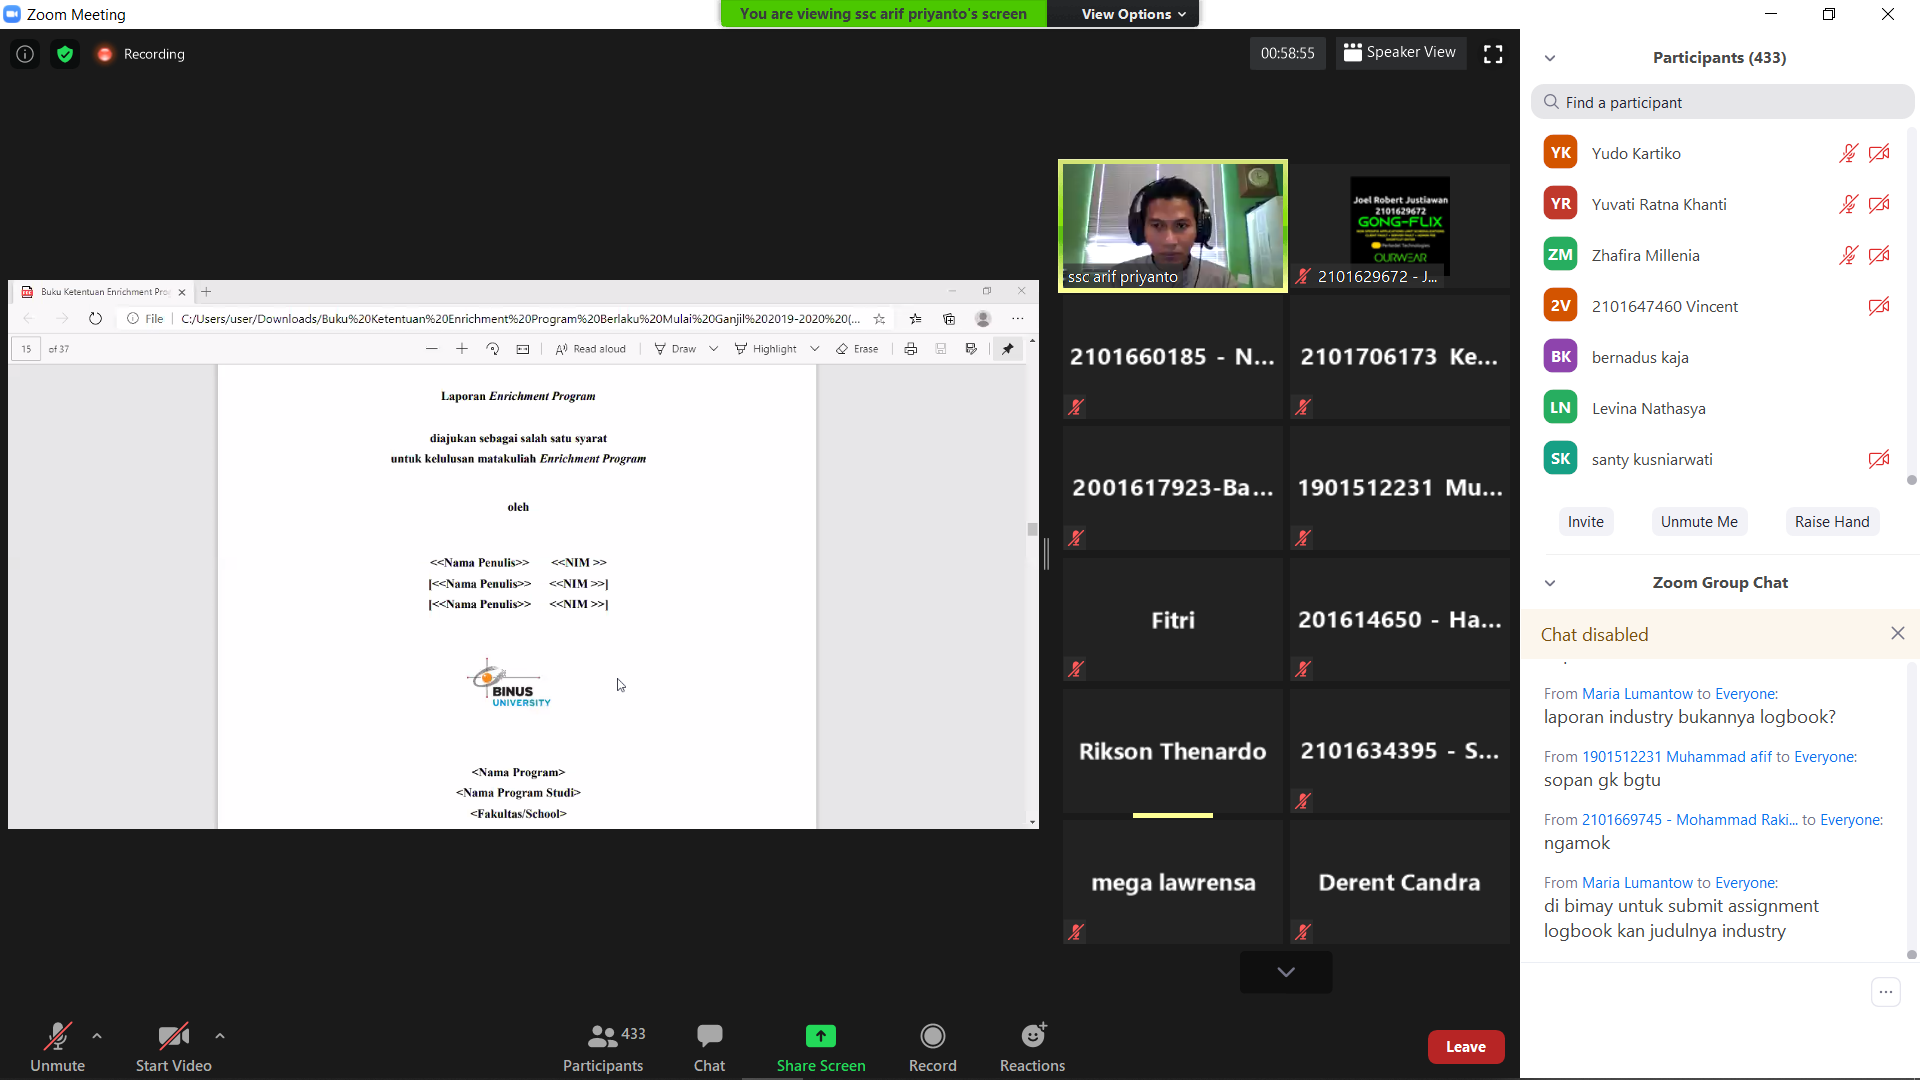 Zoom Meeting
You are viewing ssc arif priyanto's screen
View Options
Recording
00:58:55
Speaker View
Buku Ketentuan Enrichment Pro
File
C:/Users/user/Downloads/Buku%20Ketentuan%20Enrichment%20Program%20Berlaku%20Mulai%20Ganjil%202019-2020%20(...
15 of 37
Read aloud
Draw
Highlight
Erase
Laporan Enrichment Program
diajukan sebagai salah satu syarat
untuk kelulusan matakuliah Enrichment Program
oleh
<<Nama Penulis>> <<NIM >>
[<<Nama Penulis>> <<NIM >>]
[<<Nama Penulis>> <<NIM >>]
BINUS
UNIVERSITY
<Nama Program>
<Nama Program Studi>
<Fakultas/School>
ssc arif priyanto
Joel Robert Justiawan
2101629672
GONG-FLIX
OURWEAR
2101629672 - J...
2101660185 - N...
2101706173 Ke...
2001617923-Ba...
1901512231 Mu...
Fitri
201614650 - Ha...
Rikson Thenardo
2101634395 - S...
mega lawrensa
Derent Candra
Participants (433)
Find a participant
YK Yudo Kartiko
YR Yuvati Ratna Khanti
ZM Zhafira Millenia
2V 2101647460 Vincent
BK bernadus kaja
LN Levina Nathasya
SK santy kusniarwati
Invite
Unmute Me
Raise Hand
Zoom Group Chat
Chat disabled
From Maria Lumantow to Everyone:
laporan industry bukannya logbook?
From 1901512231 Muhammad afif to Everyone:
sopan gk bgtu
From 2101669745 - Mohammad Raki... to Everyone:
ngamok
From Maria Lumantow to Everyone:
di bimay untuk submit assignment
logbook kan judulnya industry
Unmute
Start Video
433
Participants
Chat
Share Screen
Record
Reactions
Leave